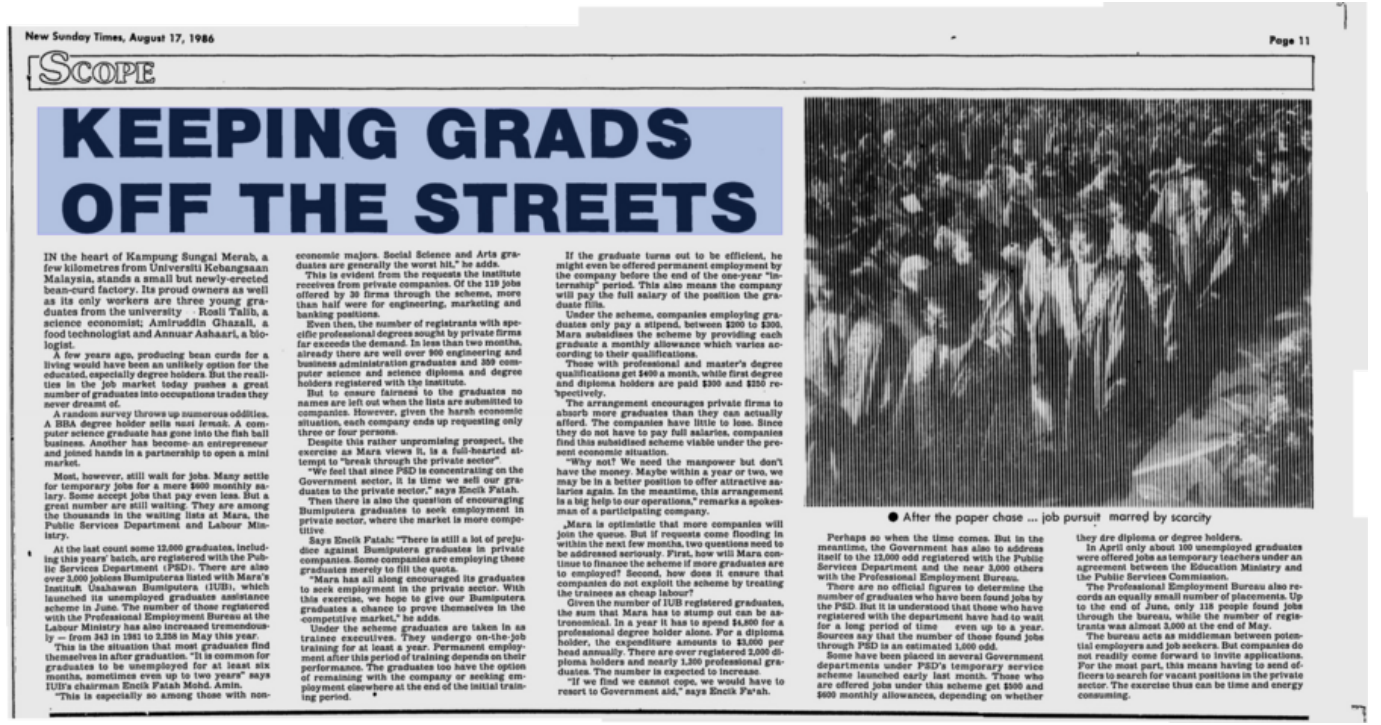 New Sunday Times, August 17, 1986
Page 11
SCOPE
KEEPING GRADS
OFF THE STREETS
IN the heart of Kampung Sungai Merab, a
few kilometres from Universiti Kebangsaan
Malaysia, stands a small but newly-erected
bean-curd factory. Its proud owners as well
as its only workers are three young gra-
duates from the university Rosli Talib, a
science economist; Amiruddin Ghazali, a
food technologist and Annuar Ashaari, a bio-
logist.
A few years ago, producing bean curds for a
living would have been an unlikely option for the
educated, especially degree holders. But the reali-
ties in the job market today pushes a great
number of graduates into occupations trades they
never dreamt of.
A random survey throws up numerous oddities.
A BBA degree holder sells nasi lemak. A com-
puter science graduate has gone into the fish ball
business. Another has become an entrepreneur
and joined hands in a partnership to open a mini
market.
Most, however, still wait for jobs. Many settle
for temporary jobs for a mere $600 monthly sa-
lary. Some accept jobs that pay even less. But a
great number are still waiting. They are among
the thousands in the waiting lists at Mara, the
Public Services Department and Labour Min-
istry.
At the last count some 12,000 graduates, includ-
ing this years' batch, are registered with the Pub-
lic Services Department (PSD). There are also
over 3,000 jobless Bumiputeras listed with Mara's
Institut Usahawan Bumiputera (IUB), which
launched its unemployed graduates assistance
scheme in June. The number of those registered
with the Professional Employment Bureau at the
Labour Ministry has also increased tremendous-
ly — from 343 in 1981 to 2,258 in May this year.
This is the situation that most graduates find
themselves in after graduation. "It is common for
graduates to be unemployed for at least six
months, sometimes even up to two years" says
IUB's chairman Encik Fatah Mohd. Amin.
"This is especially so among those with non-
economic majors. Social Science and Arts gra-
duates are generally the worst hit," he adds.
This is evident from the requests the institute
receives from private companies. Of the 119 jobs
offered by 30 firms through the scheme, more
than half were for engineering, marketing and
banking positions.
Even then, the number of registrants with spe-
cific professional degrees sought by private firms
far exceeds the demand. In less than two months,
already there are well over 900 engineering and
business administration graduates and 359 com-
puter science and science diploma and degree
holders registered with the institute.
But to ensure fairness to the graduates no
names are left out when the lists are submitted to
companies. However, given the harsh economic
situation, each company ends up requesting only
three or four persons.
Despite this rather unpromising prospect, the
exercise as Mara views it, is a full-hearted at-
tempt to "break through the private sector".
"We feel that since PSD is concentrating on the
Government sector, it is time we sell our gra-
duates to the private sector," says Encik Fatah.
Then there is also the question of encouraging
Bumiputera graduates to seek employment in
private sector, where the market is more compe-
titive.
Says Encik Fatah: "There is still a lot of preju-
dice against Bumiputera graduates in private
companies. Some companies are employing these
graduates merely to fill the quota.
"Mara has all along encouraged its graduates
to seek employment in the private sector. With
this exercise, we hope to give our Bumiputera
graduates a chance to prove themselves in the
competitive market," he adds.
Under the scheme graduates are taken in as
trainee executives. They undergo on-the-job
training for at least a year. Permanent employ-
ment after this period of training depends on their
performance. The graduates too have the option
of remaining with the company or seeking em-
ployment elsewhere at the end of the initial train-
ing period.
If the graduate turns out to be efficient, he
might even be offered permanent employment by
the company before the end of the one-year "in-
ternship" period. This also means the company
will pay the full salary of the position the gra-
duate fills.
Under the scheme, companies employing gra-
duates only pay a stipend, between $200 to $300.
Mara subsidises the scheme by providing each
graduate a monthly allowance which varies ac-
cording to their qualifications.
Those with professional and master's degree
qualifications get $400 a month, while first degree
and diploma holders are paid $300 and $250 re-
spectively.
The arrangement encourages private firms to
absorb more graduates than they can actually
afford. The companies have little to lose. Since
they do not have to pay full salaries, companies
find this subsidised scheme viable under the pre-
sent economic situation.
"Why not? We need the manpower but don't
have the money. Maybe within a year or two, we
may be in a better position to offer attractive sa-
laries again. In the meantime, this arrangement
is a big help to our operations," remarks a spokes-
man of a participating company.
Mara is optimistic that more companies will
join the queue. But if requests come flooding in
within the next few months, two questions need to
be addressed seriously. First, how will Mara con-
tinue to finance the scheme if more graduates are
to employed? Second, how does it ensure that
companies do not exploit the scheme by treating
the trainees as cheap labour?
Given the number of IUB registered graduates,
the sum that Mara has to stump out can be as-
tronomical. In a year it has to spend $4,800 for a
professional degree holder alone. For a diploma
holder, the expenditure amounts to $3,000 per
head annually. There are over registered 2,000 di-
ploma holders and nearly 1,300 professional gra-
duates. The number is expected to increase.
"If we find we cannot cope, we would have to
resort to Government aid," says Encik Fatah.
● After the paper chase ... job pursuit marred by scarcity
Perhaps so when the time comes. But in the
meantime, the Government has also to address
itself to the 12,000 odd registered with the Public
Services Department and the near 3,000 others
with the Professional Employment Bureau.
There are no official figures to determine the
number of graduates who have been found jobs by
the PSD. But it is understood that those who have
registered with the department have had to wait
for a long period of time even up to a year.
Sources say that the number of those found jobs
through PSD is an estimated 1,000 odd.
Some have been placed in several Government
departments under PSD's temporary service
scheme launched early last month. Those who
are offered jobs under this scheme get $500 and
$600 monthly allowances, depending on whether
they are diploma or degree holders.
In April only about 100 unemployed graduates
were offered jobs as temporary teachers under an
agreement between the Education Ministry and
the Public Services Commission.
The Professional Employment Bureau also re-
cords an equally small number of placements. Up
to the end of June, only 118 people found jobs
through the bureau, while the number of regis-
trants was almost 3,000 at the end of May.
The bureau acts as middleman between poten-
tial employers and job seekers. But companies do
not readily come forward to invite applications.
For the most part, this means having to send of-
ficers to search for vacant positions in the private
sector. The exercise thus can be time and energy
consuming.